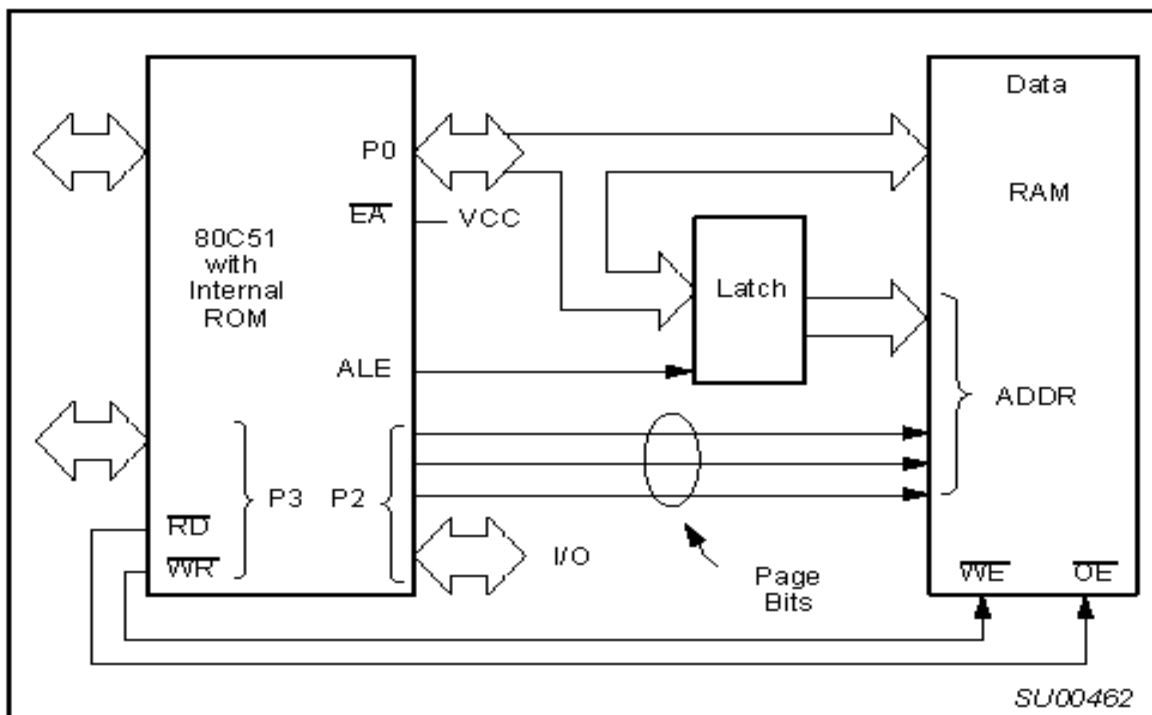 Data
RAM
P0
EA
VCC
80C51
with
Internal
ROM
Latch
ALE
ADDR
P3
P2
RD
WR
I/O
Page
Bits
WE
OE
SU00462